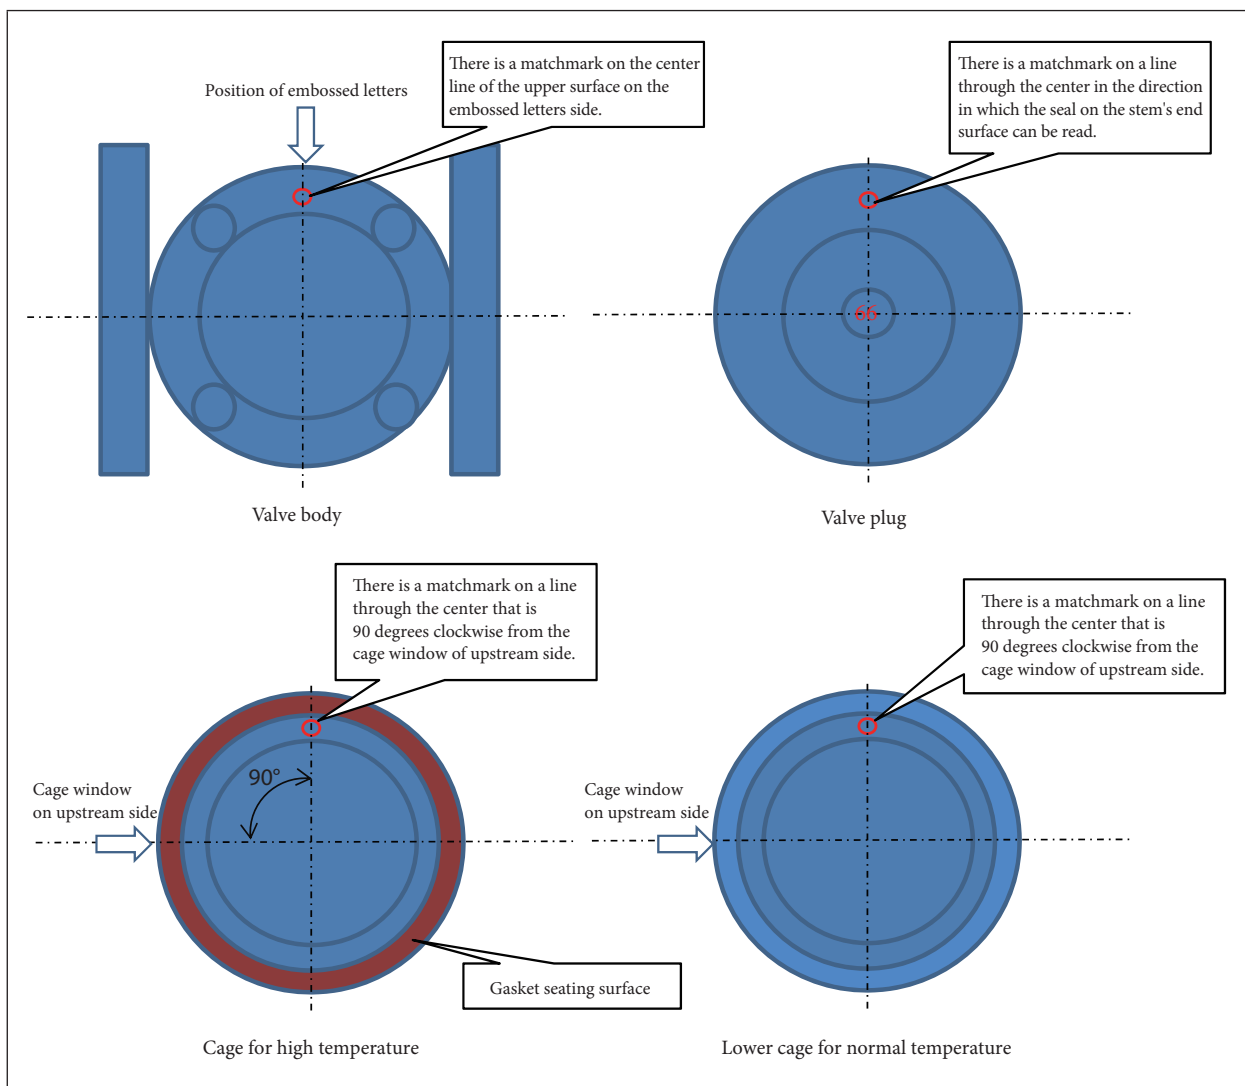 There is a matchmark on the center
line of the upper surface on the
embossed letters side.
Position of embossed letters
There is a matchmark on a line
through the center in the direction
in which the seal on the stem's end
surface can be read.
66
Valve body
Valve plug
There is a matchmark on a line
through the center that is
90 degrees clockwise from the
cage window of upstream side.
There is a matchmark on a line
through the center that is
90 degrees clockwise from the
cage window of upstream side.
90°
Cage window
on upstream side
Cage window
on upstream side
Gasket seating surface
Cage for high temperature
Lower cage for normal temperature